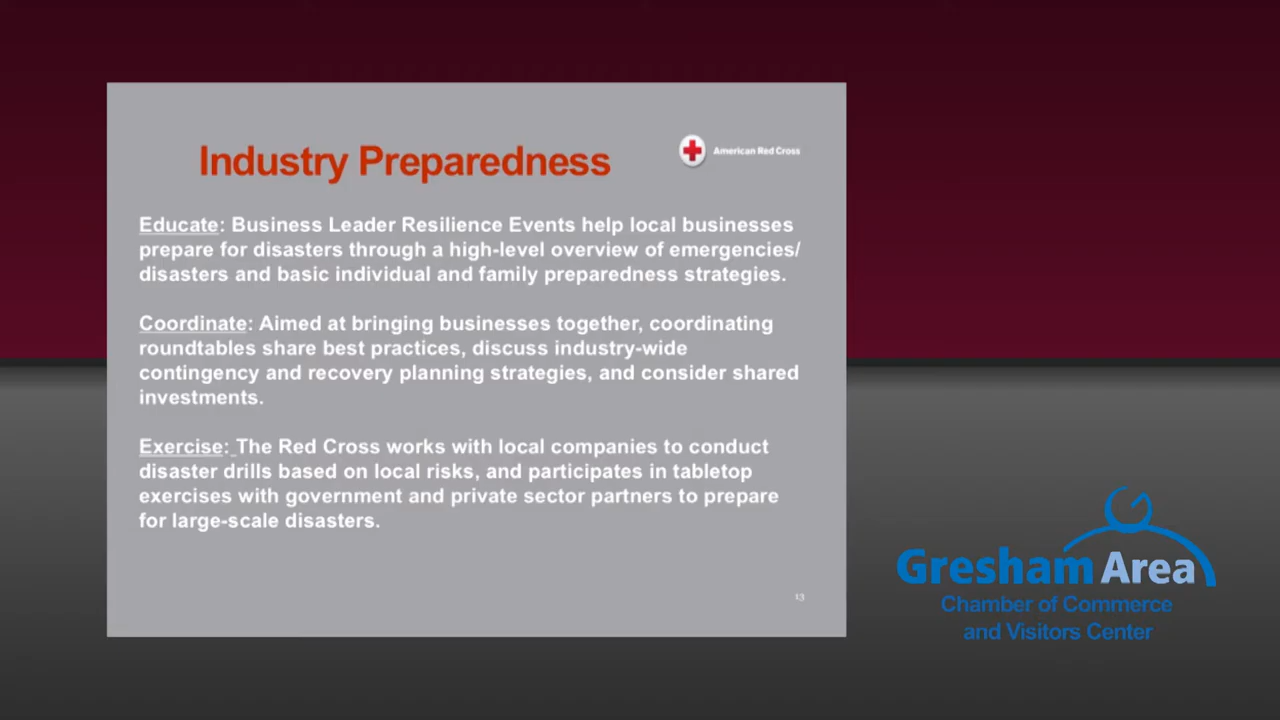 Industry Preparedness
American Red Cross
Educate: Business Leader Resilience Events help local businesses
prepare for disasters through a high-level overview of emergencies/
disasters and basic individual and family preparedness strategies.
Coordinate: Aimed at bringing businesses together, coordinating
roundtables share best practices, discuss industry-wide
contingency and recovery planning strategies, and consider shared
investments.
Exercise: The Red Cross works with local companies to conduct
disaster drills based on local risks, and participates in tabletop
exercises with government and private sector partners to prepare
for large-scale disasters.
13
Gresham Area
Chamber of Commerce
and Visitors Center